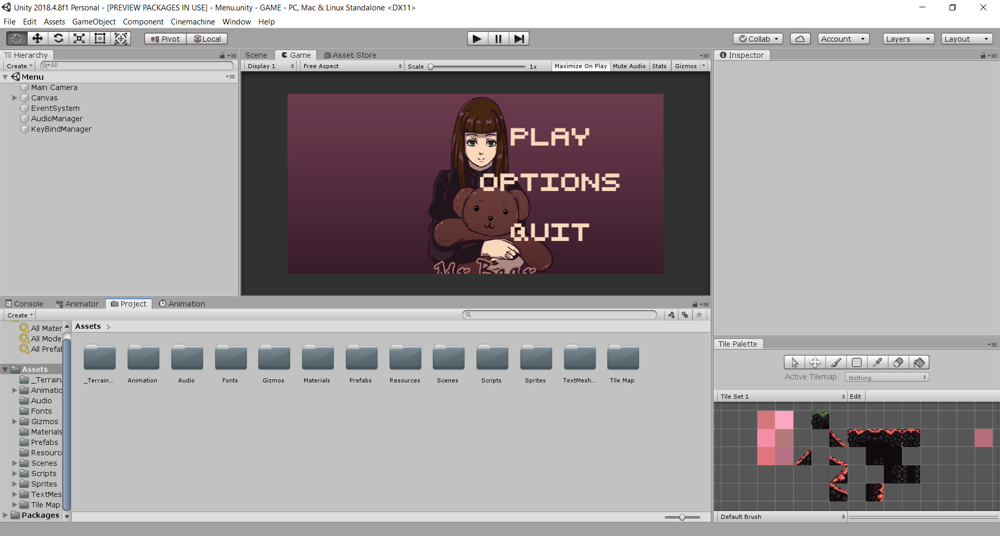 Unity 2018.4.8f1 Personal - [PREVIEW PACKAGES IN USE] - Menu.unity - GAME - PC, Mac & Linux Standalone <DX11>
File Edit Assets GameObject Component Cinemachine Window Help
Pivot Local Collab Account Layers Layout
Hierarchy
Create All
Menu
Main Camera
Canvas
EventSystem
AudioManager
KeyBindManager
Scene Game Asset Store
Display 1 Free Aspect Scale 1x Maximize On Play Mute Audio Stats Gizmos
PLAY
OPTIONS
QUIT
Mr Bear
Inspector
Console Animator Project Animation
Create
All Mater
All Mode
All Prefab
Assets
_Terrain
Animatio
Audio
Fonts
Gizmos
Materials
Prefabs
Resourc
Scenes
Scripts
Sprites
TextMes
Tile Map
Packages
Assets
_Terrain... Animation Audio Fonts Gizmos Materials Prefabs Resources Scenes Scripts Sprites TextMesh... Tile Map
Tile Palette
Active Tilemap Nothing
Tile Set 1 Edit
Default Brush